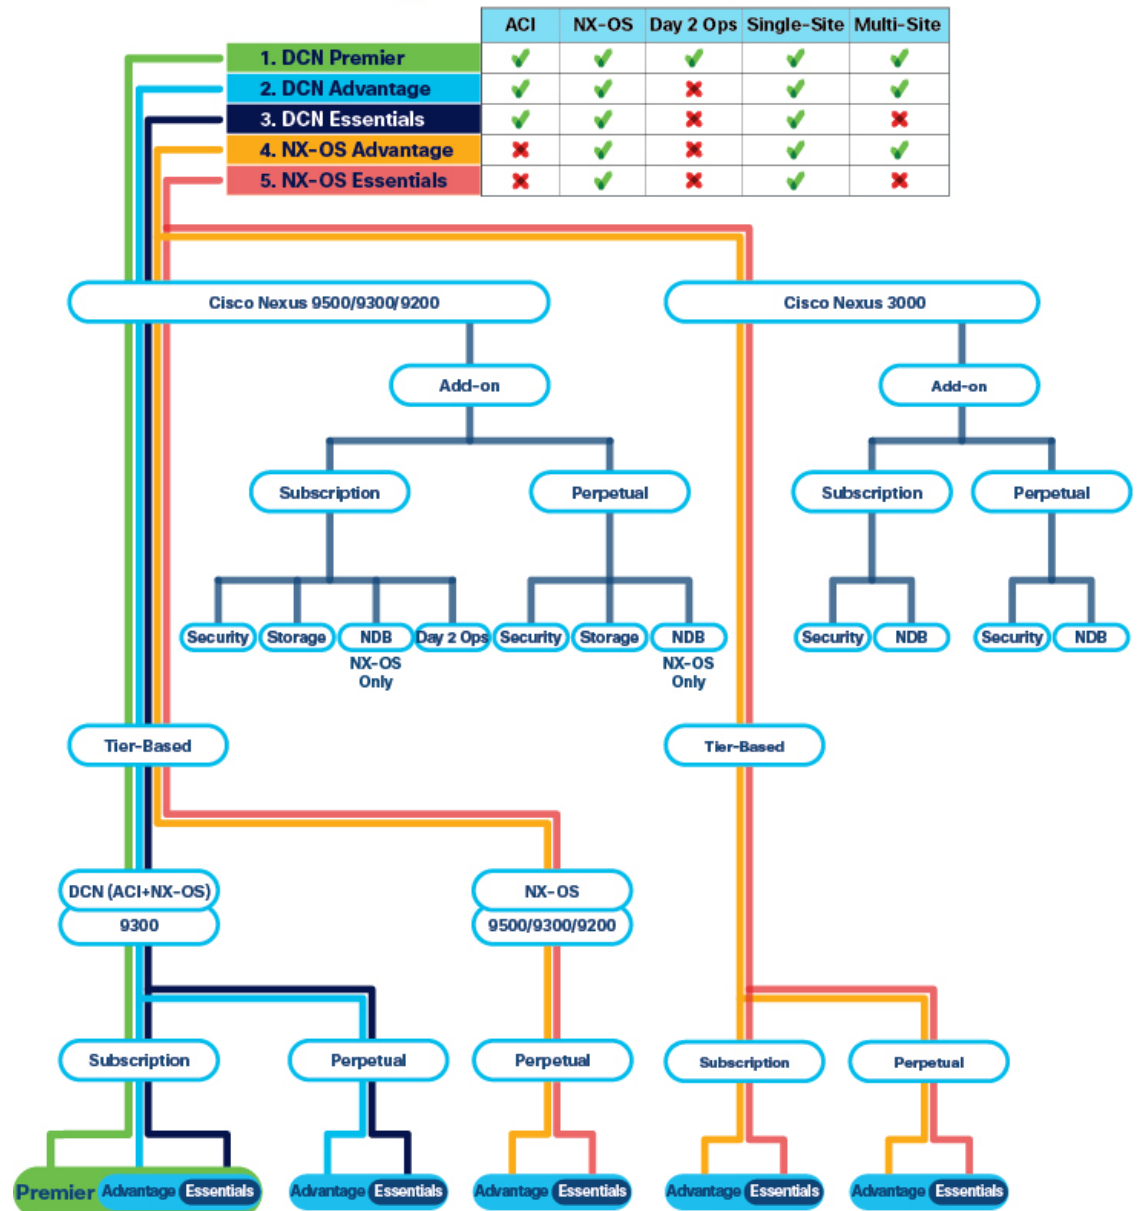 ACI NX-OS Day 2 Ops Single-Site Multi-Site
1. DCN Premier
2. DCN Advantage
3. DCN Essentials
4. NX-OS Advantage
5. NX-OS Essentials
Cisco Nexus 9500/9300/9200
Cisco Nexus 3000
Add-on
Add-on
Subscription
Perpetual
Subscription
Perpetual
Security
Storage
NDB
NX-OS
Only
Day 2 Ops
Security
Storage
NDB
NX-OS
Only
Security
NDB
Security
NDB
Tier-Based
Tier-Based
DCN (ACI+NX-OS)
9300
NX-OS
9500/9300/9200
Subscription
Perpetual
Perpetual
Subscription
Perpetual
Premier Advantage Essentials
Advantage Essentials
Advantage Essentials
Advantage Essentials
Advantage Essentials